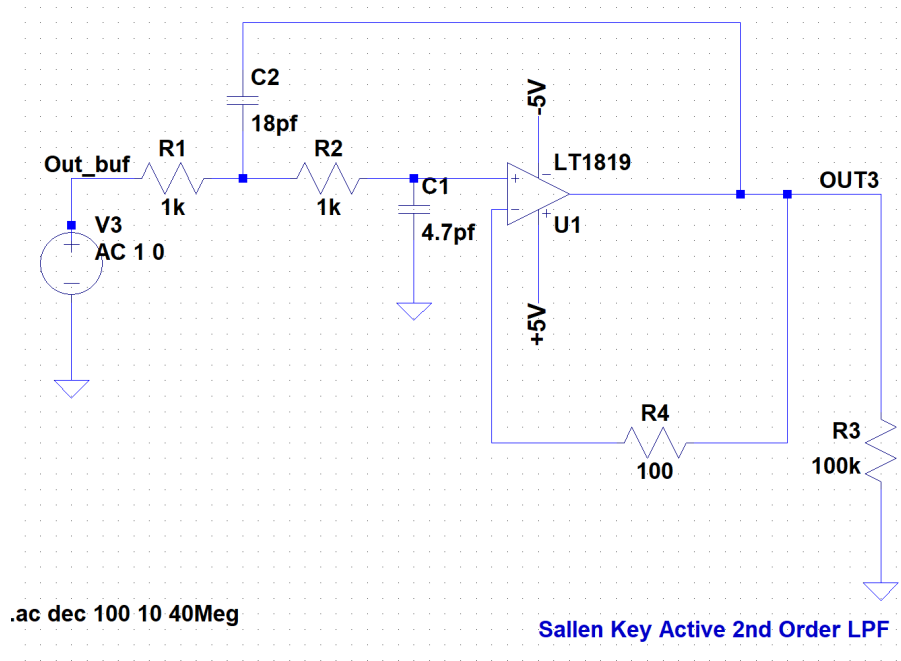 C2
18pf
-5V
Out_buf
R1
R2
LT1819
1k
1k
C1
+
−
OUT3
V3
+
AC 1 0
4.7pf
−
+
U1
−
+5V
R4
100
R3
100k
.ac dec 100 10 40Meg
Sallen Key Active 2nd Order LPF